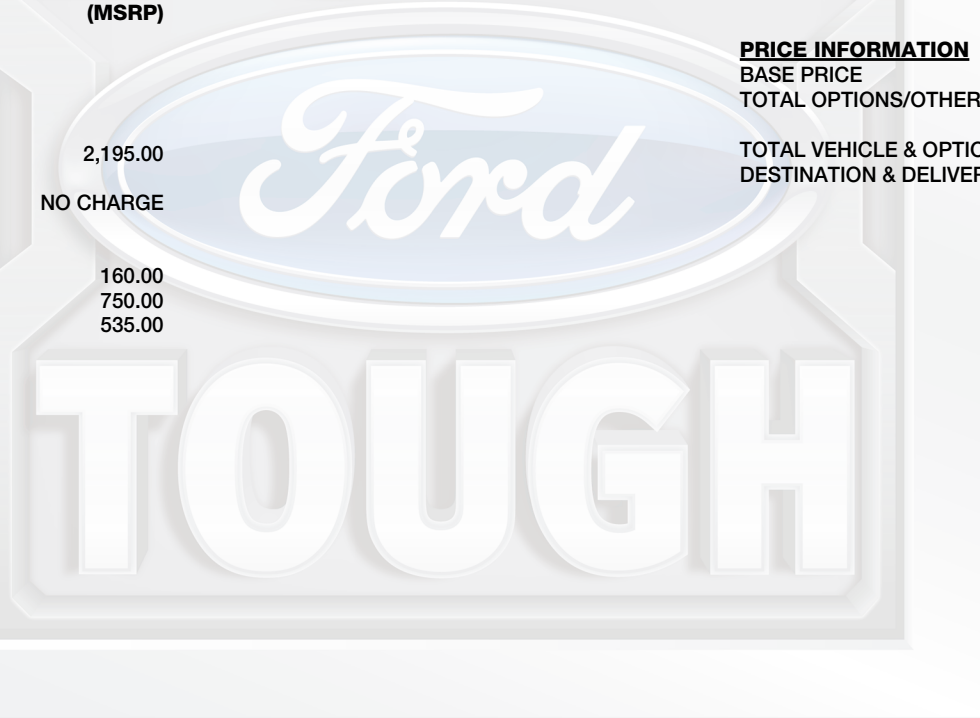 (MSRP)
2,195.00
NO CHARGE
160.00
750.00
535.00
PRICE INFORMATION
BASE PRICE
TOTAL OPTIONS/OTHER
TOTAL VEHICLE & OPTIO
DESTINATION & DELIVER
Ford
TOUGH